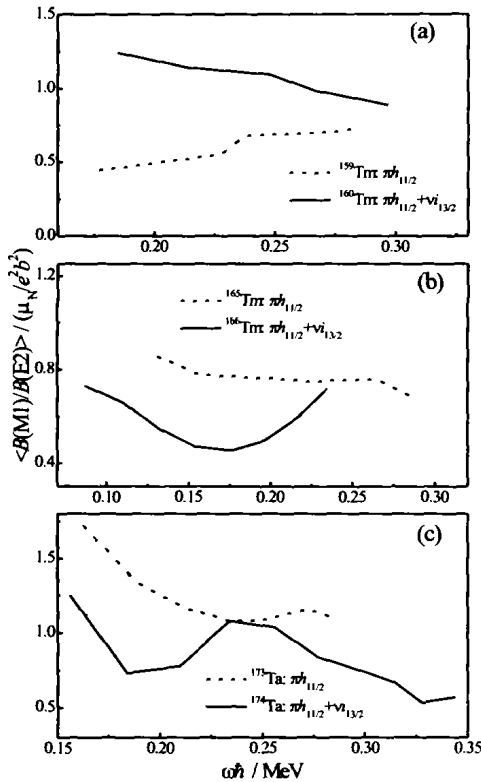 (a)
1.5
1.0
0.5
0.0
0.20
0.25
0.30
¹⁵⁹Tm: πh₁₁/₂
¹⁶⁰Tm: πh₁₁/₂+νi₁₃/₂
<B(M1)/B(E2)> / (μ_N/e²b²)
(b)
1.2
0.8
0.4
0.10
0.15
0.20
0.25
0.30
¹⁶⁵Tm: πh₁₁/₂
¹⁶⁶Tm: πh₁₁/₂+νi₁₃/₂
(c)
1.5
1.0
0.5
0.15
0.20
0.25
0.30
0.35
¹⁷³Ta: πh₁₁/₂
¹⁷⁴Ta: πh₁₁/₂+νi₁₃/₂
ωħ / MeV